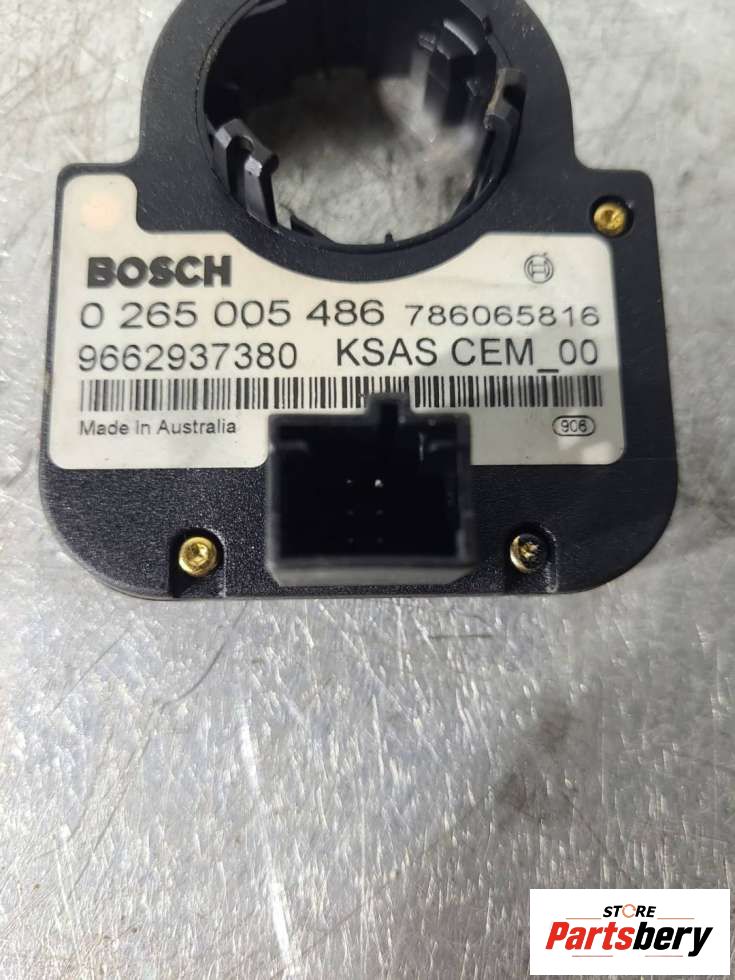 BOSCH
0 265 005 486 786065816
9662937380 KSAS CEM_00
Made In Australia
906
STORE
Partsbery